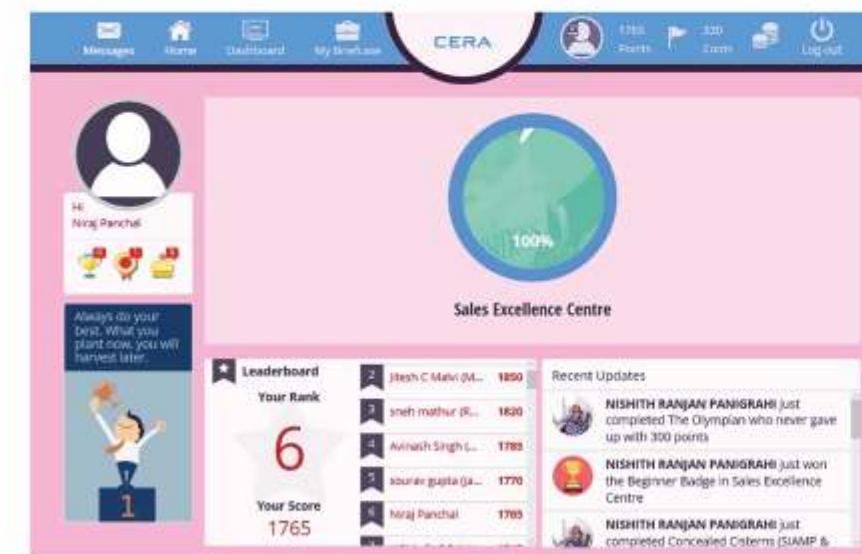 Messages
Home
Dashboard
My Briefcase
CERA
1765
Points
320
Coins
Log out
Hi
Niraj Panchal
Always do your
best. What you
plant now, you will
harvest later.
1
100%
Sales Excellence Centre
Leaderboard
Your Rank
6
Your Score
1765
2 Jitesh C Malvi (M... 1850
3 sneh mathur (R... 1820
4 Avinash Singh (... 1785
5 sourav gupta (Ja... 1770
6 Niraj Panchal 1765
Recent Updates
NISHITH RANJAN PANIGRAHI just
completed The Olympian who never gave
up with 300 points
NISHITH RANJAN PANIGRAHI just won
the Beginner Badge in Sales Excellence
Centre
NISHITH RANJAN PANIGRAHI just
completed Concealed Cisterns (SIAMP &